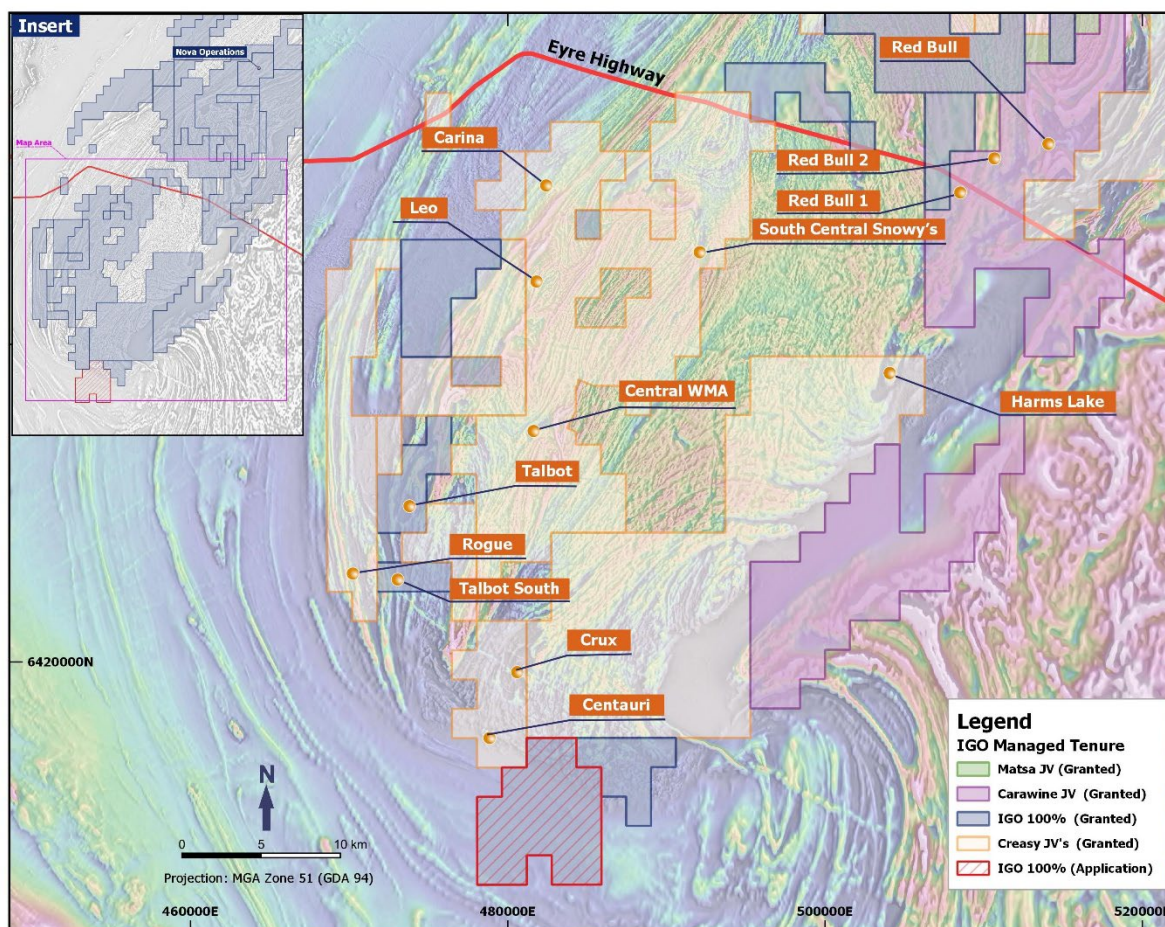 Insert
Nova Operations
Map Area
Eyre Highway
Red Bull
Carina
Red Bull 2
Leo
Red Bull 1
South Central Snowy’s
Central WMA
Harms Lake
Talbot
Rogue
Talbot South
Crux
6420000N
Centauri
N
0 5 10 km
Projection: MGA Zone 51 (GDA 94)
Legend
IGO Managed Tenure
Matsa JV (Granted)
Carawine JV (Granted)
IGO 100% (Granted)
Creasy JV's (Granted)
IGO 100% (Application)
460000E
480000E
500000E
520000E